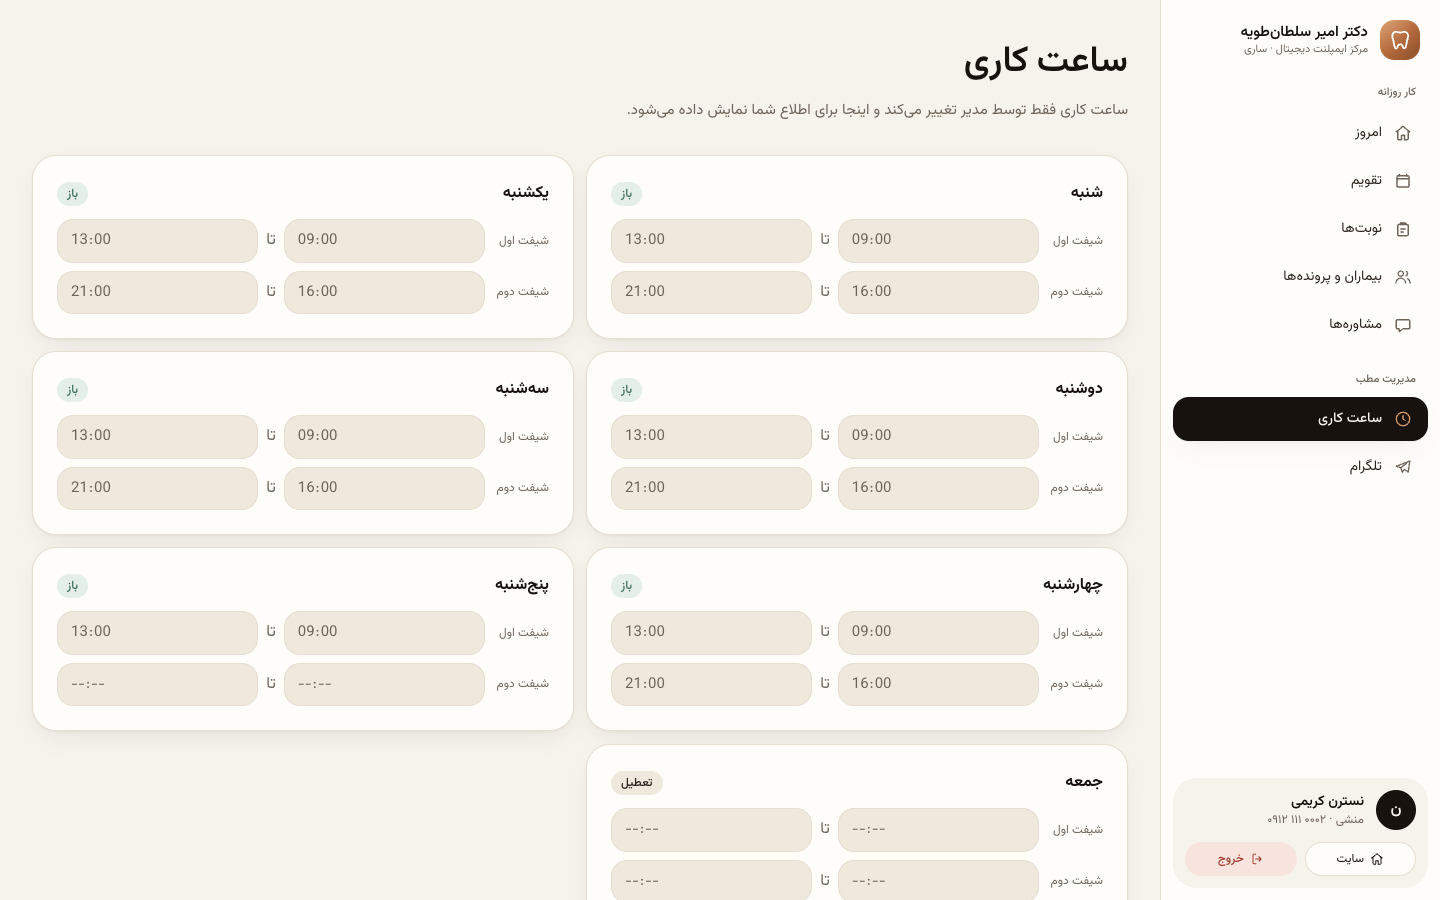 دکتر امیر سلطان‌طویه
مرکز ایمپلنت دیجیتال · ساری
کار روزانه
امروز
تقویم
نوبت‌ها
بیماران و پرونده‌ها
مشاوره‌ها
مدیریت مطب
ساعت کاری
تلگرام
ن
نسترن کریمی
منشی · ۰۹۱۲ ۱۱۱ ۰۰۰۲
سایت
خروج
ساعت کاری
ساعت کاری فقط توسط مدیر تغییر می‌کند و اینجا برای اطلاع شما نمایش داده می‌شود.
شنبه باز
شیفت اول 09:00 تا 13:00
شیفت دوم 16:00 تا 21:00
یکشنبه باز
شیفت اول 09:00 تا 13:00
شیفت دوم 16:00 تا 21:00
دوشنبه باز
شیفت اول 09:00 تا 13:00
شیفت دوم 16:00 تا 21:00
سه‌شنبه باز
شیفت اول 09:00 تا 13:00
شیفت دوم 16:00 تا 21:00
چهارشنبه باز
شیفت اول 09:00 تا 13:00
شیفت دوم 16:00 تا 21:00
پنج‌شنبه باز
شیفت اول 09:00 تا 13:00
شیفت دوم --:-- تا --:--
جمعه تعطیل
شیفت اول --:-- تا --:--
شیفت دوم --:-- تا --:--